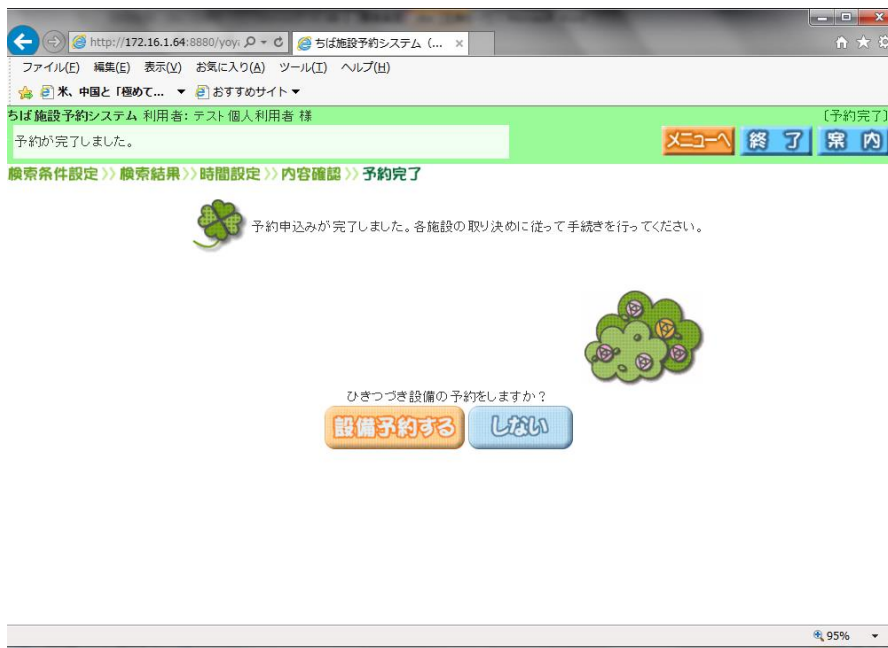 http://172.16.1.64:8880/yoy
ちば施設予約システム (... ×
ファイル(F) 編集(E) 表示(V) お気に入り(A) ツール(T) ヘルプ(H)
米、中国と「極めて... ▼ おすすめサイト ▼
ちば施設予約システム 利用者: テスト個人利用者 様 〔予約完了〕
予約が完了しました。 メニューへ 終了 案内
検索条件設定 >> 検索結果 >> 時間設定 >> 内容確認 >> 予約完了
予約申込みが完了しました。各施設の取り決めに従って手続きを行ってください。
ひきつづき設備の予約をしますか?
設備予約する しない
95% ▼